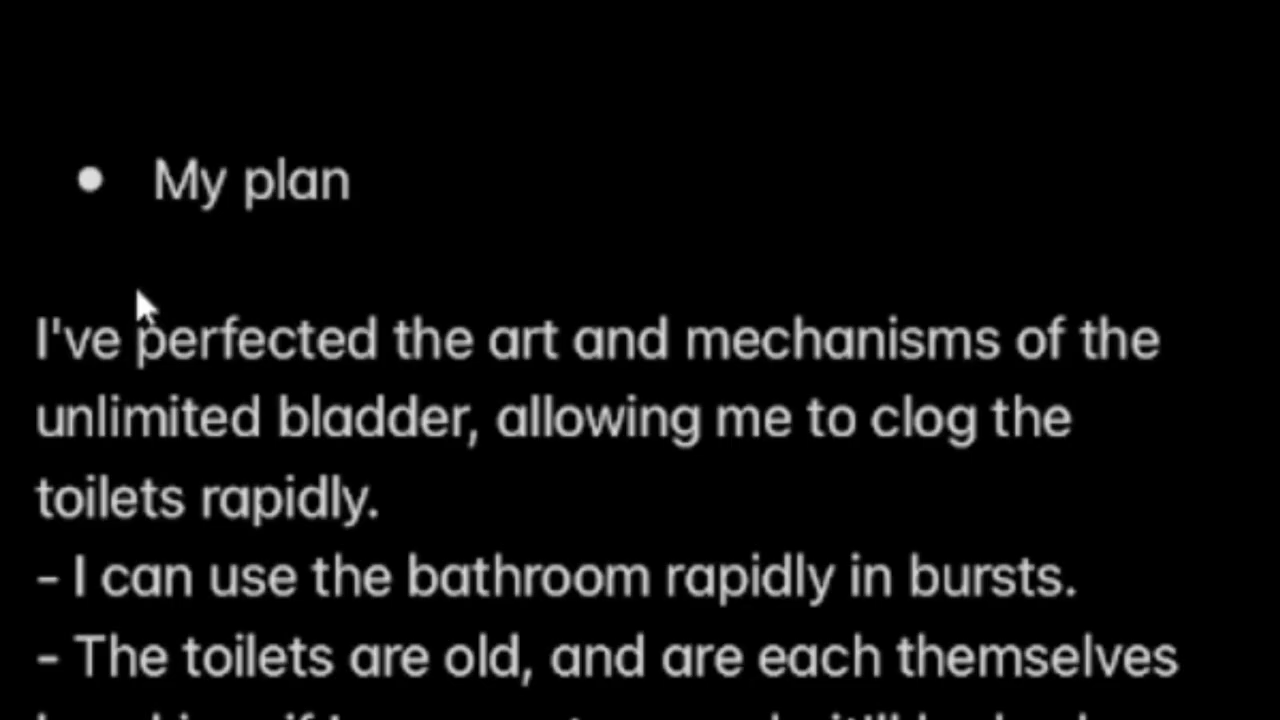 • My plan
I've perfected the art and mechanisms of the
unlimited bladder, allowing me to clog the
toilets rapidly.
- I can use the bathroom rapidly in bursts.
- The toilets are old, and are each themselves